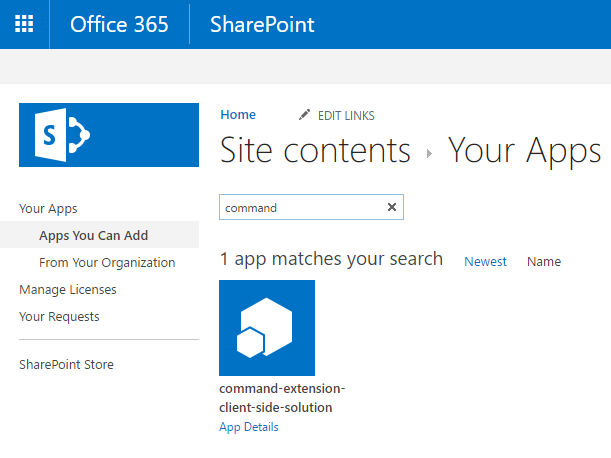 Office 365 SharePoint
S
Home EDIT LINKS
Site contents Your Apps
Your Apps
Apps You Can Add
From Your Organization
Manage Licenses
Your Requests
SharePoint Store
command
1 app matches your search Newest Name
command-extension-
client-side-solution
App Details